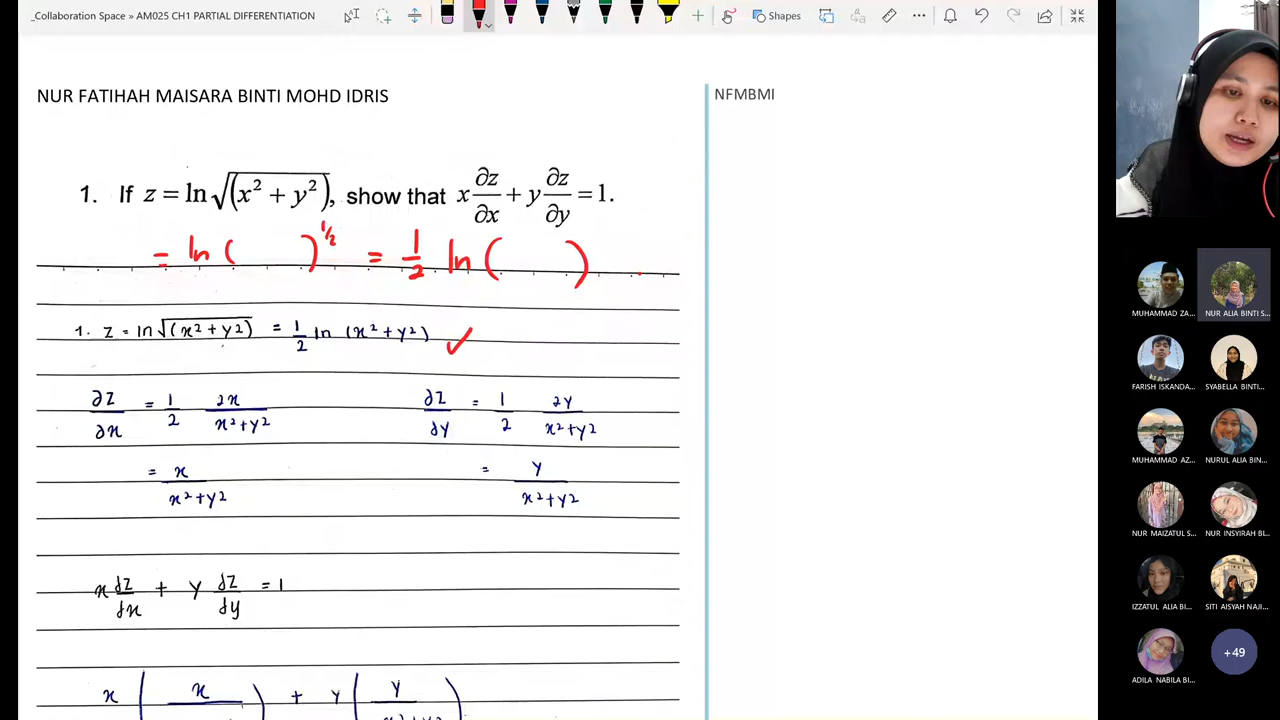 _Collaboration Space » AM025 CH1 PARTIAL DIFFERENTIATION
Shapes
NUR FATIHAH MAISARA BINTI MOHD IDRIS
NFMBMI
1. If z = ln √(x² + y²), show that x ∂z/∂x + y ∂z/∂y = 1.
= ln ( )^1/2 = 1/2 ln ( )
1. z = ln √(x² + y²) = 1/2 ln (x² + y²) ✓
∂z/∂x = 1/2 2x/x²+y² ∂z/∂y = 1/2 2y/x²+y²
= x/x²+y² = y/x²+y²
x ∂z/∂x + y ∂z/∂y = 1
x ( x/ ) + y ( y/x²+y² )
MUHAMMAD ZA... NUR ALIA BINTI S...
FARISH ISKANDA... SYABELLA BINTI...
MUHAMMAD AZ... NURUL ALIA BIN...
NUR MAIZATUL S... NUR INSYIRAH BI...
IZZATUL ALIA BI... SITI AISYAH NAJI...
ADILA NABILA BI... +49